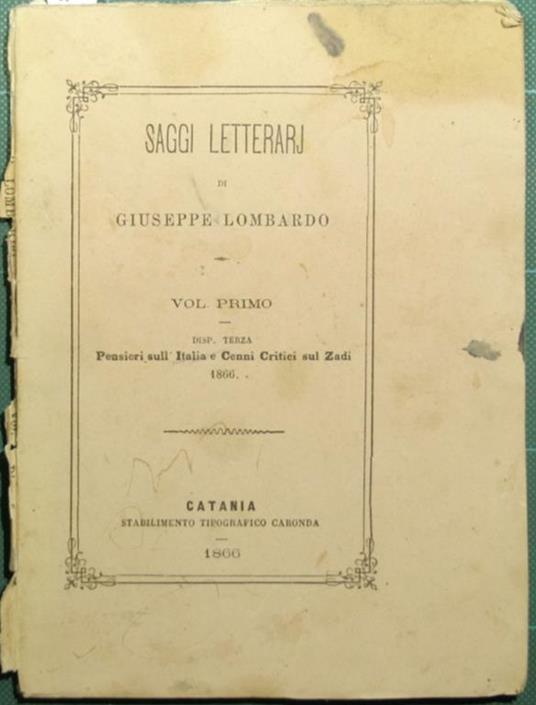 SAGGI LETTERARJ
DI
GIUSEPPE LOMBARDO
VOL. PRIMO
DISP. TERZA
Pensieri sull' Italia e Cenni Critici sul Zadi
1866.
CATANIA
STABILIMENTO TIPOGRAFICO CARONDA
1866